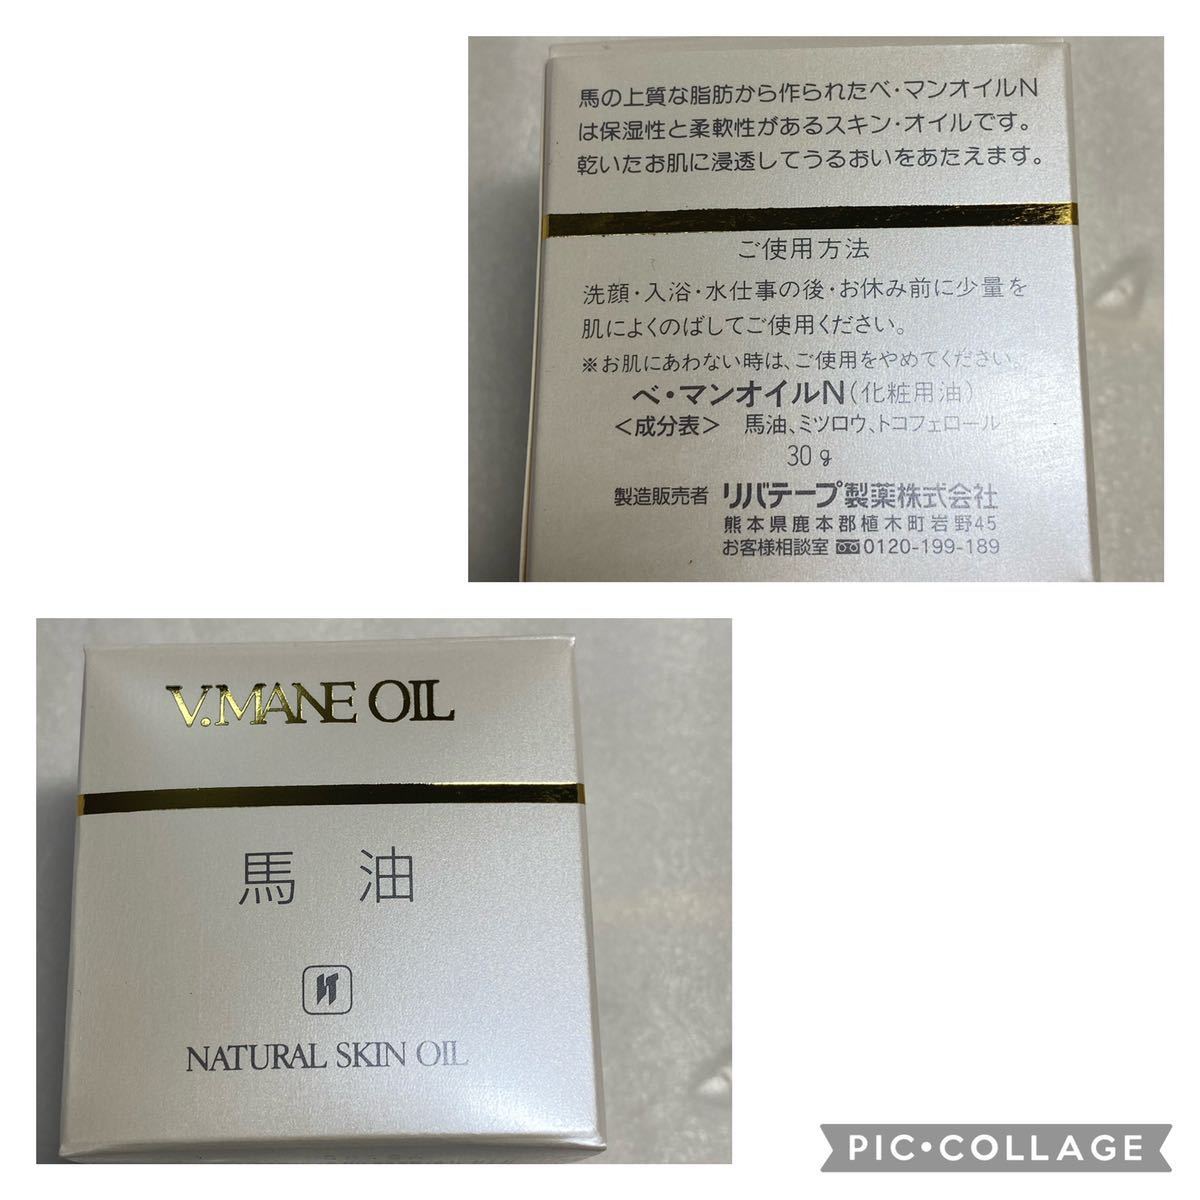 馬の上質な脂肪から作られたベ・マンオイルN
は保湿性と柔軟性があるスキン・オイルです。
乾いたお肌に浸透してうるおいをあたえます。
ご使用方法
洗顔・入浴・水仕事の後・お休み前に少量を
肌によくのばしてご使用ください。
※お肌にあわない時は、ご使用をやめてください。
ベ・マンオイルN(化粧用油)
<成分表> 馬油、ミツロウ、トコフェロール
30g
製造販売者 リバテープ製薬株式会社
熊本県鹿本郡植木町岩野45
お客様相談室 0120-199-189
V.MANE OIL
馬油
NATURAL SKIN OIL
PIC•COLLAGE